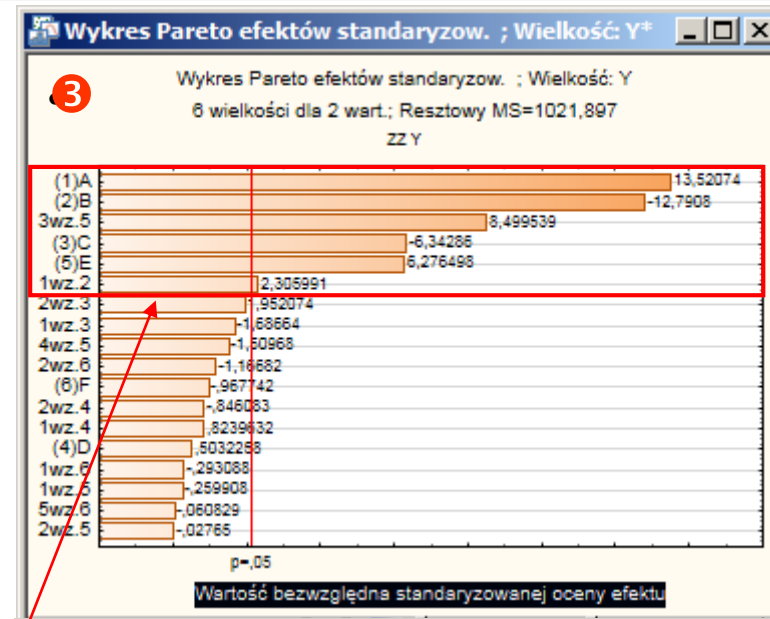 Wykres Pareto efektów standaryzow. ; Wielkość: Y*
3
Wykres Pareto efektów standaryzow. ; Wielkość: Y
6 wielkości dla 2 wart.; Resztowy MS=1021,897
ZZ Y
(1)A 13,52074
(2)B -12,7908
3wz.5 8,499539
(3)C -6,34286
(5)E 6,276498
1wz.2 2,305991
2wz.3 1,952074
1wz.3 -1,68664
4wz.5 -1,50968
2wz.6 -1,16682
(6)F -,967742
2wz.4 -,846083
1wz.4 ,8239632
(4)D ,5032258
1wz.6 -,293088
1wz.5 -,259908
5wz.6 -,060829
2wz.5 -,02765
p=,05
Wartość bezwzględna standaryzowanej oceny efektu